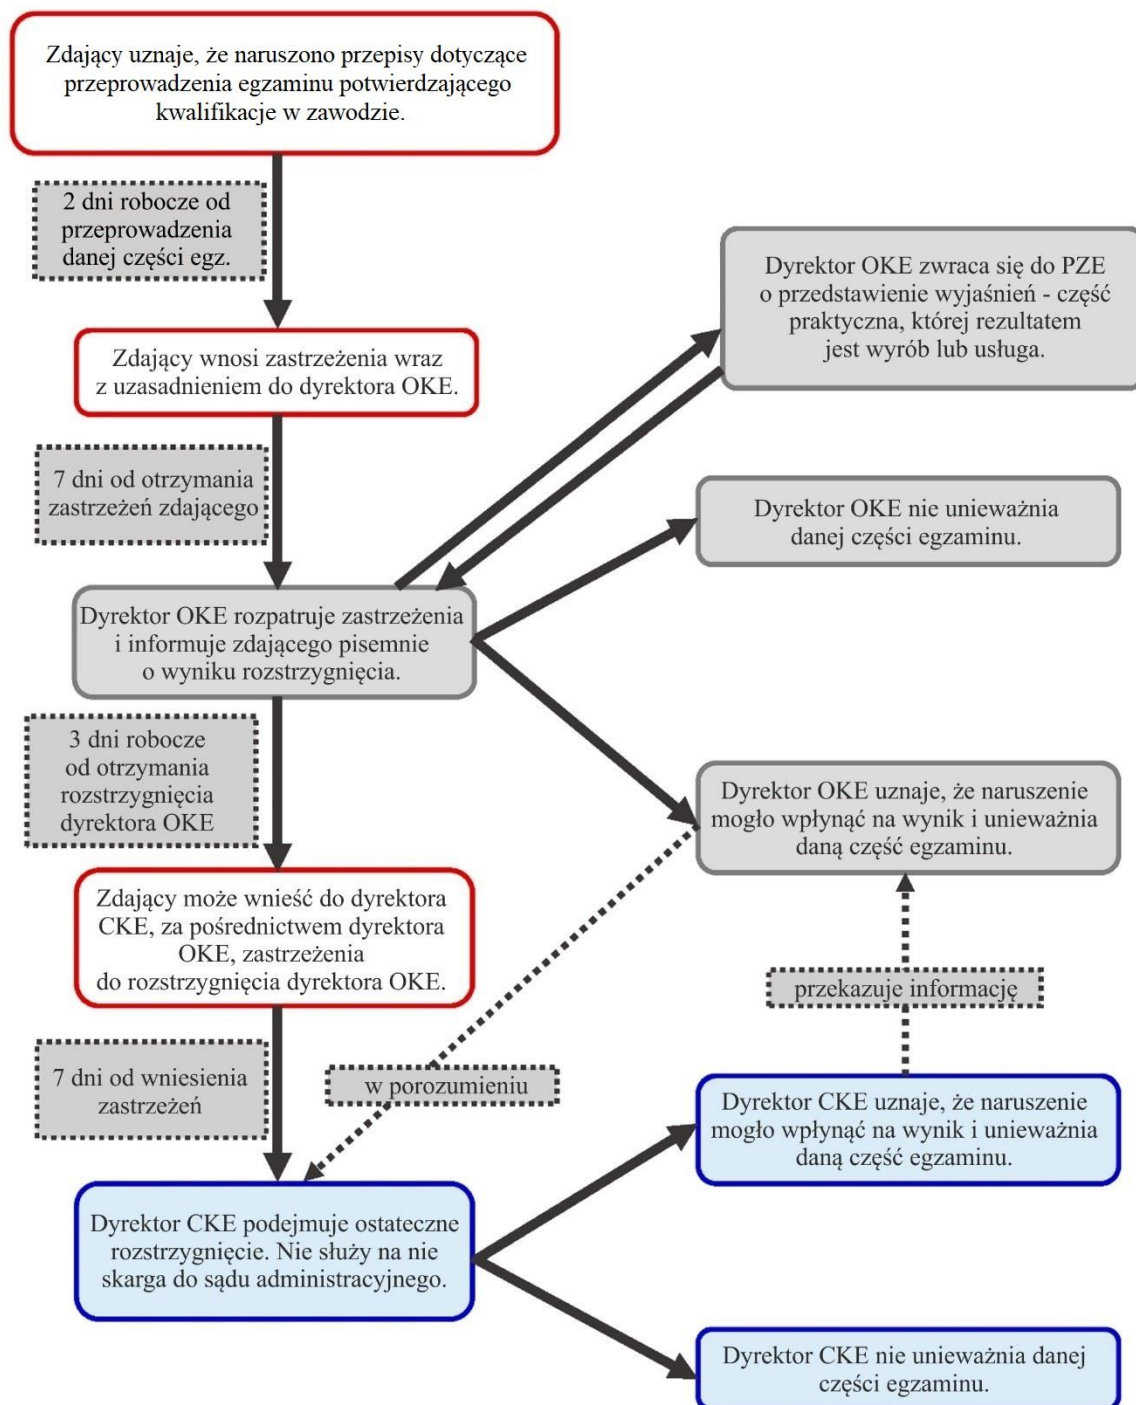 Zdający uznaje, że naruszono przepisy dotyczące
przeprowadzenia egzaminu potwierdzającego
kwalifikacje w zawodzie.
2 dni robocze od
przeprowadzenia
danej części egz.
Zdający wnosi zastrzeżenia wraz
z uzasadnieniem do dyrektora OKE.
Dyrektor OKE zwraca się do PZE
o przedstawienie wyjaśnień - część
praktyczna, której rezultatem
jest wyrób lub usługa.
7 dni od otrzymania
zastrzeżeń zdającego
Dyrektor OKE nie unieważnia
danej części egzaminu.
Dyrektor OKE rozpatruje zastrzeżenia
i informuje zdającego pisemnie
o wyniku rozstrzygnięcia.
3 dni robocze
od otrzymania
rozstrzygnięcia
dyrektora OKE
Dyrektor OKE uznaje, że naruszenie
mogło wpłynąć na wynik i unieważnia
daną część egzaminu.
Zdający może wnieść do dyrektora
CKE, za pośrednictwem dyrektora
OKE, zastrzeżenia
do rozstrzygnięcia dyrektora OKE.
przekazuje informację
7 dni od wniesienia
zastrzeżeń
w porozumieniu
Dyrektor CKE uznaje, że naruszenie
mogło wpłynąć na wynik i unieważnia
daną część egzaminu.
Dyrektor CKE podejmuje ostateczne
rozstrzygnięcie. Nie służy na nie
skarga do sądu administracyjnego.
Dyrektor CKE nie unieważnia danej
części egzaminu.